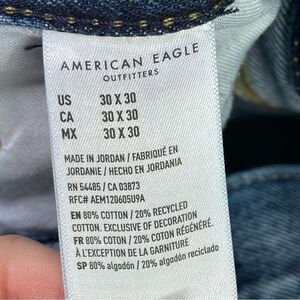 AMERICAN EAGLE
OUTFITTERS
US 30 X 30
CA 30 X 30
MX 30 X 30
MADE IN JORDAN / FABRIQUÉ EN
JORDANIE / HECHO EN JORDANIA
RN 54485 / CA 03873
RFC# AEM120605U9A
EN 80% COTTON / 20% RECYCLED
COTTON. EXCLUSIVE OF DECORATION
FR 80% COTON / 20% COTON RÉGÉNÉRÉ.
À L'EXCEPTION DE LA GARNITURE
SP 80% algodón / 20% algodón reciclado